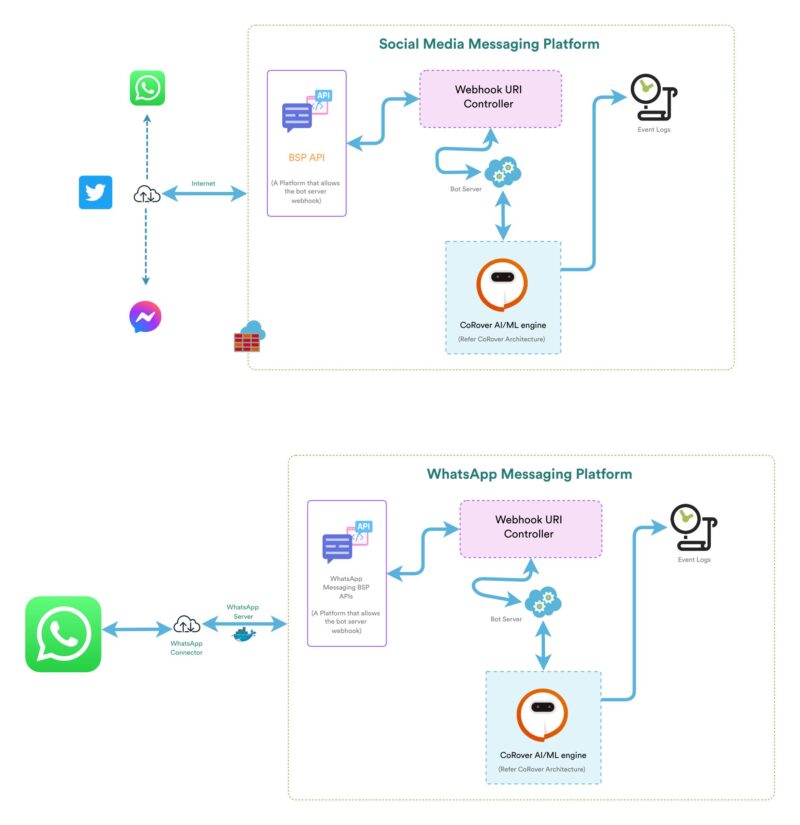 Social Media Messaging Platform
API
</>
BSP API
(A Platform that allows
the bot server
webhook)
Webhook URI
Controller
Event Logs
Internet
Bot Server
CoRover AI/ML engine
(Refer CoRover Architecture)
WhatsApp Messaging Platform
API
</>
WhatsApp
Messaging BSP
APIs
(A Platform that allows
the bot server
webhook)
Webhook URI
Controller
Event Logs
WhatsApp
Server
WhatsApp
Connector
Bot Server
CoRover AI/ML engine
(Refer CoRover Architecture)